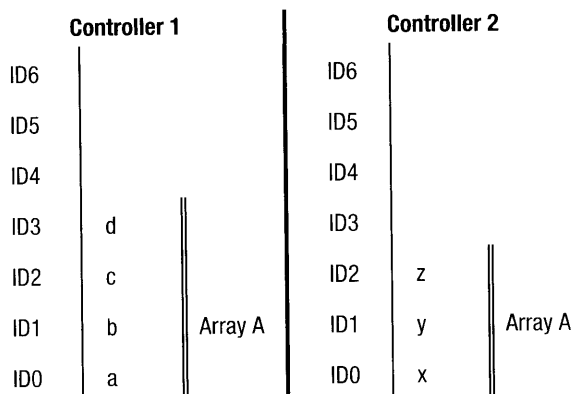 Controller 1
ID6
ID5
ID4
ID3 d
ID2 c
ID1 b Array A
ID0 a
Controller 2
ID6
ID5
ID4
ID3
ID2 z
ID1 y Array A
ID0 x